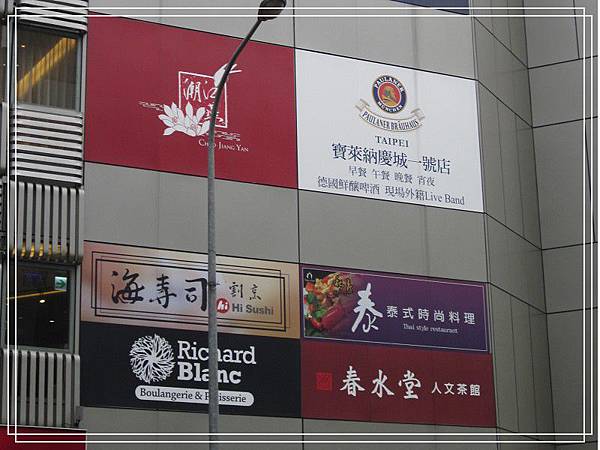 潮江燕
CHAO JIANG YAN
PAULANER
MÜNCHEN
PAULANER BRÄUHAUS
TAIPEI
寶萊納慶城一號店
早餐 午餐 晚餐 宵夜
德國鮮釀啤酒 現場外籍Live Band
海壽司 割烹
hi Hi Sushi
泰 泰式時尚料理
Thai style restaurant
Richard
Blanc
Boulangerie & Pâtisserie
春水堂 人文茶館